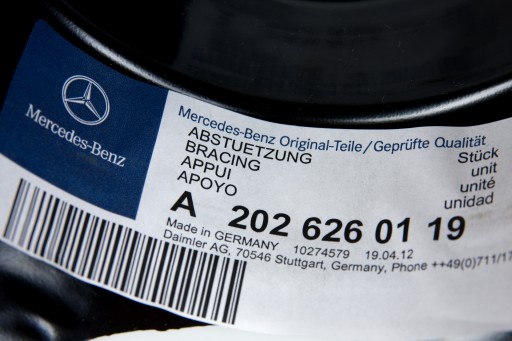 Mercedes-Benz
Mercedes-Benz Original-Teile/Geprüfte Qualität
ABSTUETZUNG Stück
BRACING unit
APPUI unité
APOYO unidad
A 202 626 01 19
Made in GERMANY 10274579 19.04.12
Daimler AG, 70546 Stuttgart, Germany, Phone ++49(0)711/17